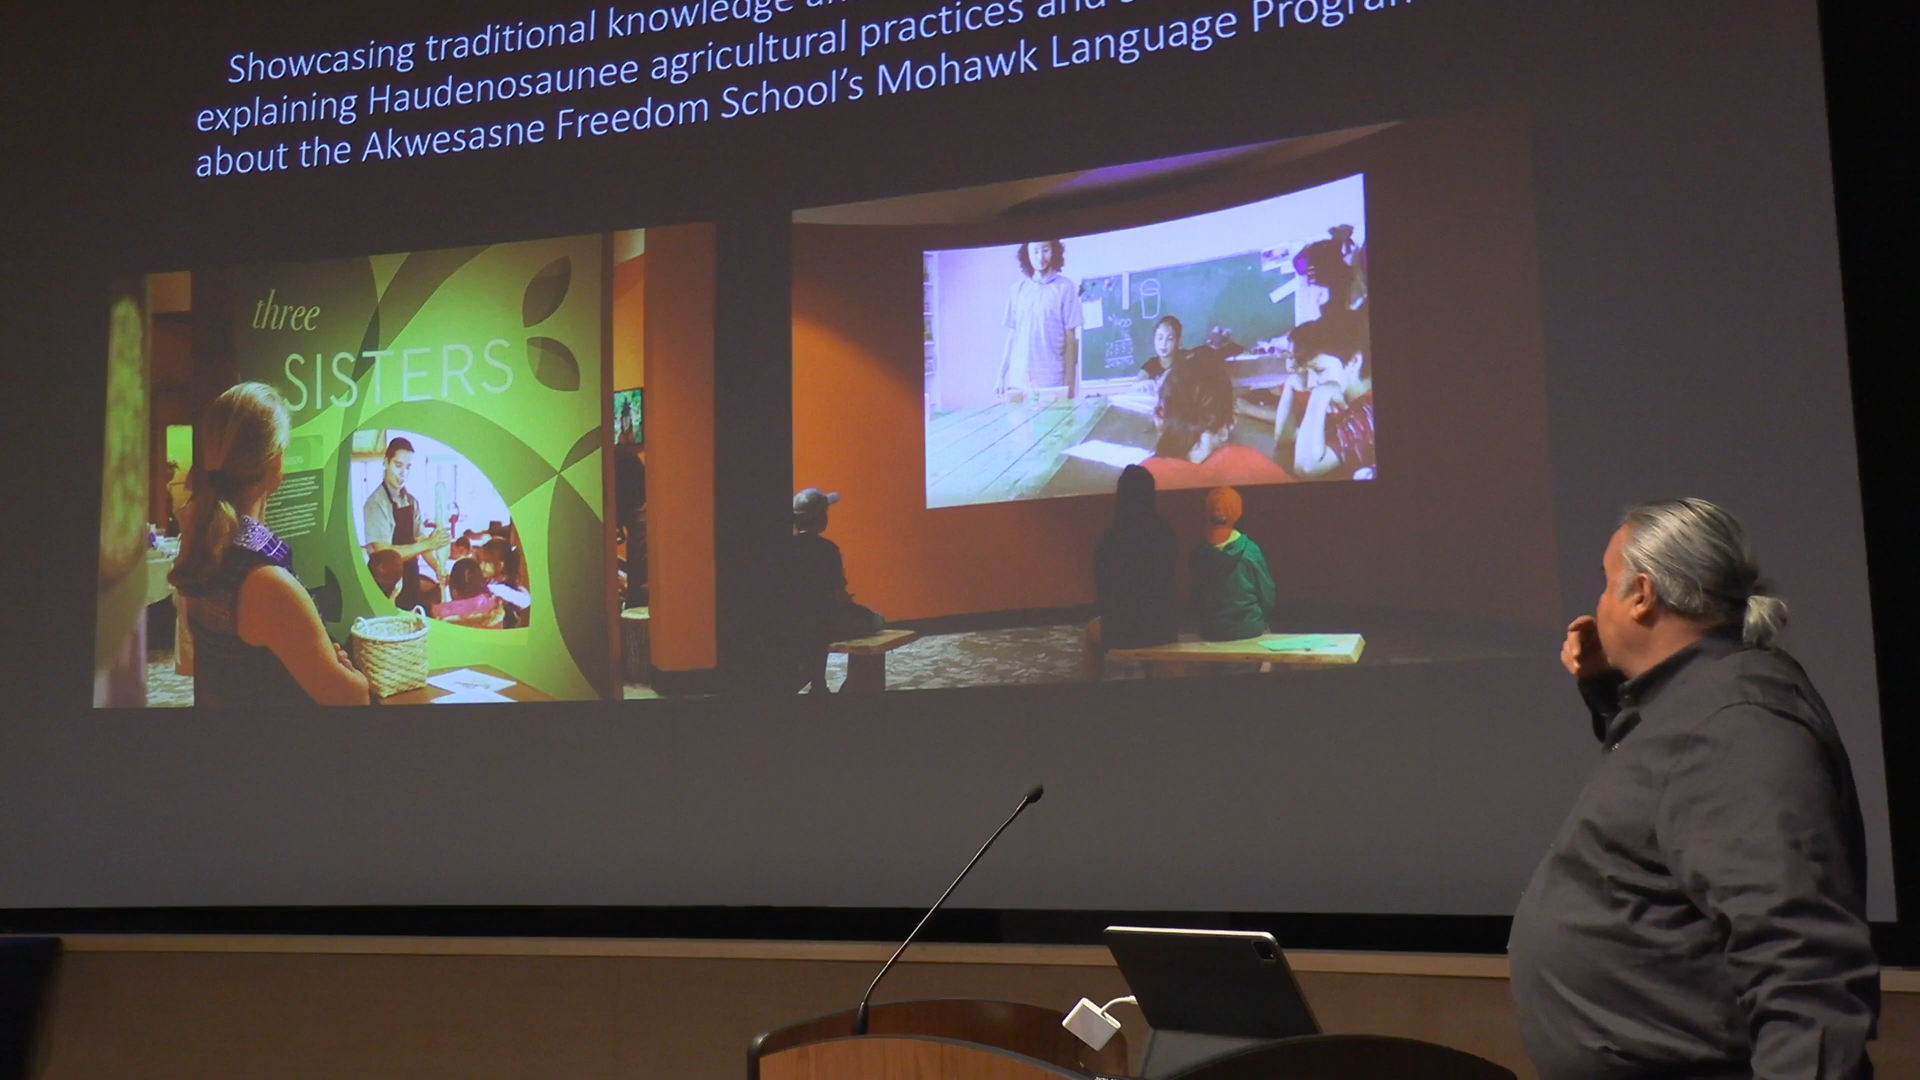 Showcasing traditional knowledge
explaining Haudenosaunee agricultural practices and
about the Akwesasne Freedom School's Mohawk Language Program
three
SISTERS